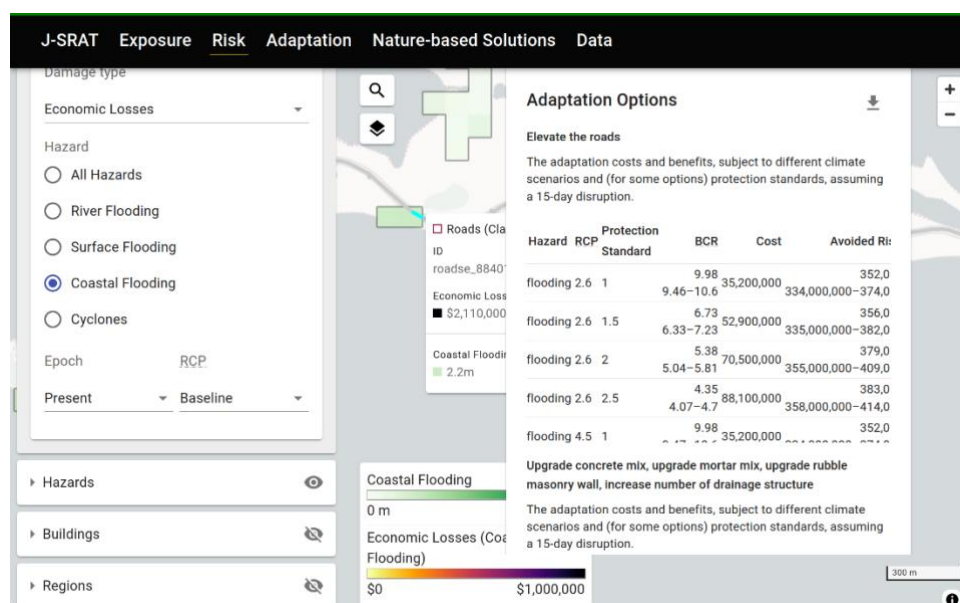 J-SRAT Exposure Risk Adaptation Nature-based Solutions Data
Damage type
Economic Losses
Hazard
All Hazards
River Flooding
Surface Flooding
Coastal Flooding
Cyclones
Epoch RCP
Present Baseline
Hazards
Buildings
Regions
Roads (Cla
ID
roadse_8840
Economic Loss
$2,110,000
Coastal Floodin
2.2m
Coastal Flooding
0 m
Economic Losses (Coa
Flooding)
$0 $1,000,000
Adaptation Options
Elevate the roads
The adaptation costs and benefits, subject to different climate
scenarios and (for some options) protection standards, assuming
a 15-day disruption.
Hazard RCP Protection Standard BCR Cost Avoided Ris
flooding 2.6 1 9.98 35,200,000 352,0
9.46–10.6 334,000,000–374,0
flooding 2.6 1.5 6.73 52,900,000 356,0
6.33–7.23 335,000,000–382,0
flooding 2.6 2 5.38 70,500,000 379,0
5.04–5.81 355,000,000–409,0
flooding 2.6 2.5 4.35 88,100,000 383,0
4.07–4.7 358,000,000–414,0
flooding 4.5 1 9.98 35,200,000 352,0
Upgrade concrete mix, upgrade mortar mix, upgrade rubble
masonry wall, increase number of drainage structure
The adaptation costs and benefits, subject to different climate
scenarios and (for some options) protection standards, assuming
a 15-day disruption.
+
−
300 m